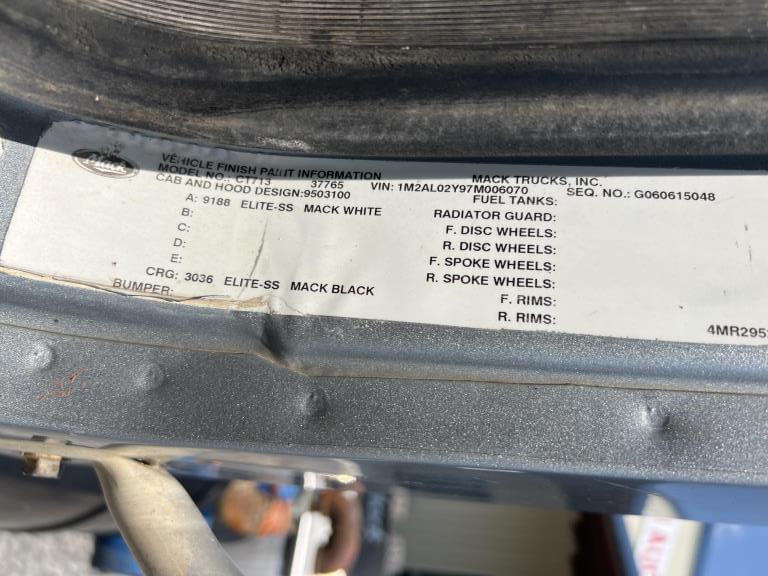 Mack
VEHICLE FINISH PAINT INFORMATION
MACK TRUCKS, INC.
MODEL NO.: CT713 37765 VIN: 1M2AL02Y97M006070 SEQ. NO.: G060615048
CAB AND HOOD DESIGN:9503100
FUEL TANKS:
A: 9188 ELITE-SS MACK WHITE
RADIATOR GUARD:
B:
F. DISC WHEELS:
C:
R. DISC WHEELS:
D:
F. SPOKE WHEELS:
E:
R. SPOKE WHEELS:
CRG: 3036 ELITE-SS MACK BLACK
F. RIMS:
BUMPER:
R. RIMS: